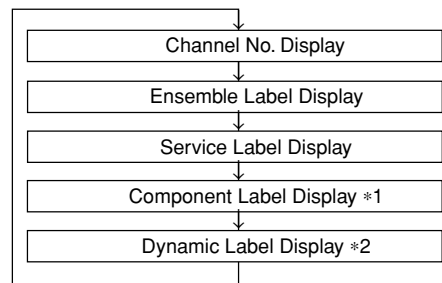 Channel No. Display
Ensemble Label Display
Service Label Display
Component Label Display *1
Dynamic Label Display *2